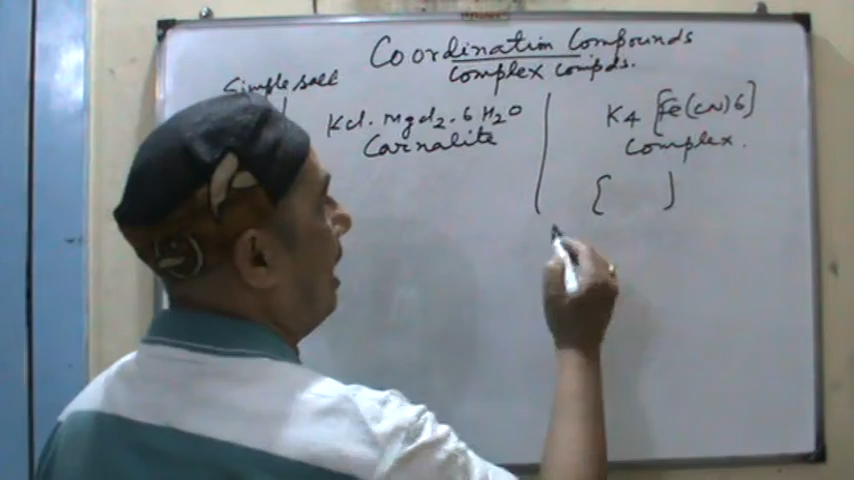 Coordination Compounds
Complex compds.
Simple salt
KCl. MgCl2. 6 H2O
Carnalite
K4 [Fe(CN)6]
Complex.
[ ]